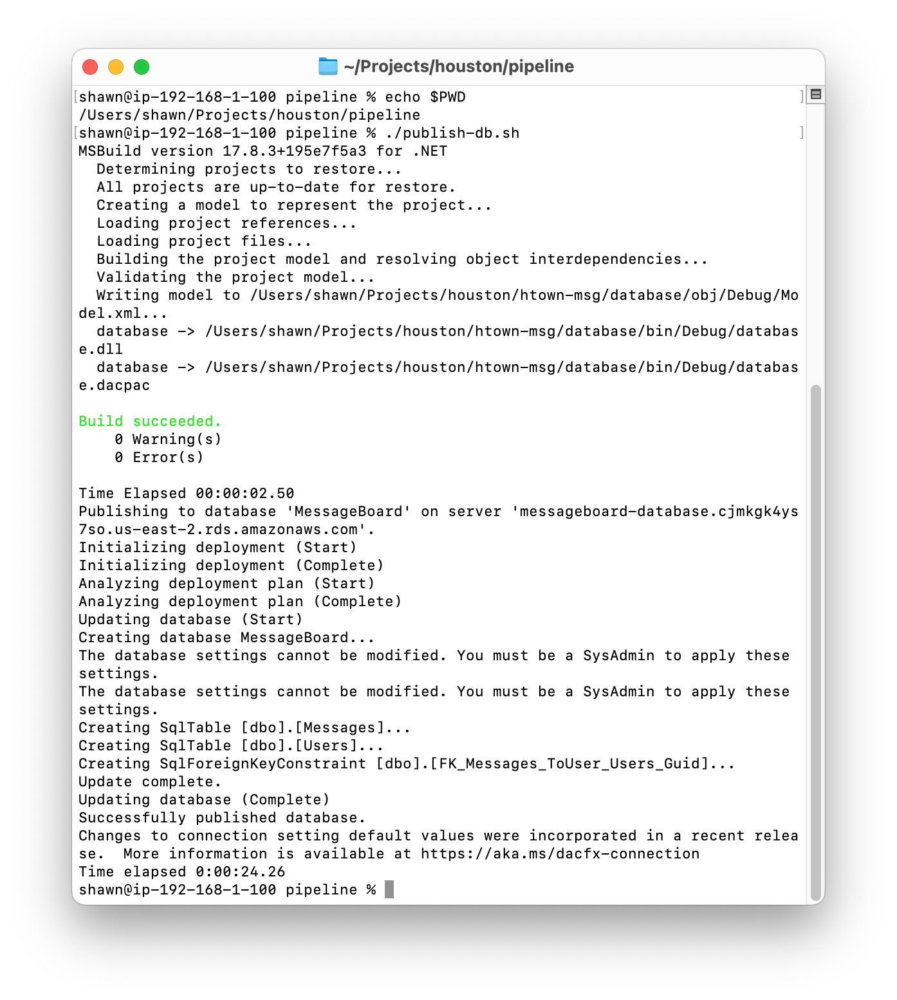 ~/Projects/houston/pipeline
[shawn@ip-192-168-1-100 pipeline % echo $PWD ]
/Users/shawn/Projects/houston/pipeline
[shawn@ip-192-168-1-100 pipeline % ./publish-db.sh ]
MSBuild version 17.8.3+195e7f5a3 for .NET
  Determining projects to restore...
  All projects are up-to-date for restore.
  Creating a model to represent the project...
  Loading project references...
  Loading project files...
  Building the project model and resolving object interdependencies...
  Validating the project model...
  Writing model to /Users/shawn/Projects/houston/htown-msg/database/obj/Debug/Mo
del.xml...
  database -> /Users/shawn/Projects/houston/htown-msg/database/bin/Debug/databas
e.dll
  database -> /Users/shawn/Projects/houston/htown-msg/database/bin/Debug/databas
e.dacpac
Build succeeded.
    0 Warning(s)
    0 Error(s)
Time Elapsed 00:00:02.50
Publishing to database 'MessageBoard' on server 'messageboard-database.cjmkgk4ys
7so.us-east-2.rds.amazonaws.com'.
Initializing deployment (Start)
Initializing deployment (Complete)
Analyzing deployment plan (Start)
Analyzing deployment plan (Complete)
Updating database (Start)
Creating database MessageBoard...
The database settings cannot be modified. You must be a SysAdmin to apply these
settings.
The database settings cannot be modified. You must be a SysAdmin to apply these
settings.
Creating SqlTable [dbo].[Messages]...
Creating SqlTable [dbo].[Users]...
Creating SqlForeignKeyConstraint [dbo].[FK_Messages_ToUser_Users_Guid]...
Update complete.
Updating database (Complete)
Successfully published database.
Changes to connection setting default values were incorporated in a recent relea
se.  More information is available at https://aka.ms/dacfx-connection
Time elapsed 0:00:24.26
shawn@ip-192-168-1-100 pipeline %